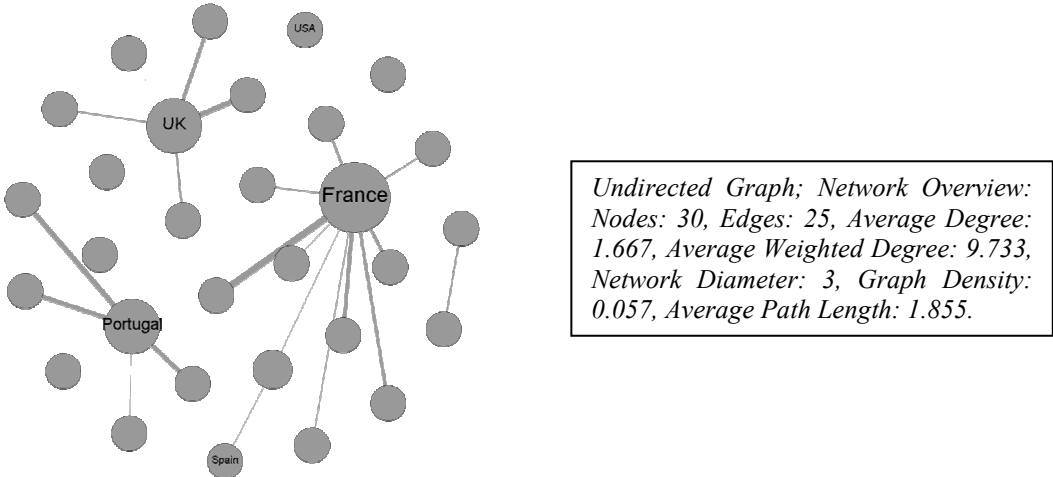 USA
UK
France
Portugal
Spain
Undirected Graph; Network Overview:
Nodes: 30, Edges: 25, Average Degree:
1.667, Average Weighted Degree: 9.733,
Network Diameter: 3, Graph Density:
0.057, Average Path Length: 1.855.